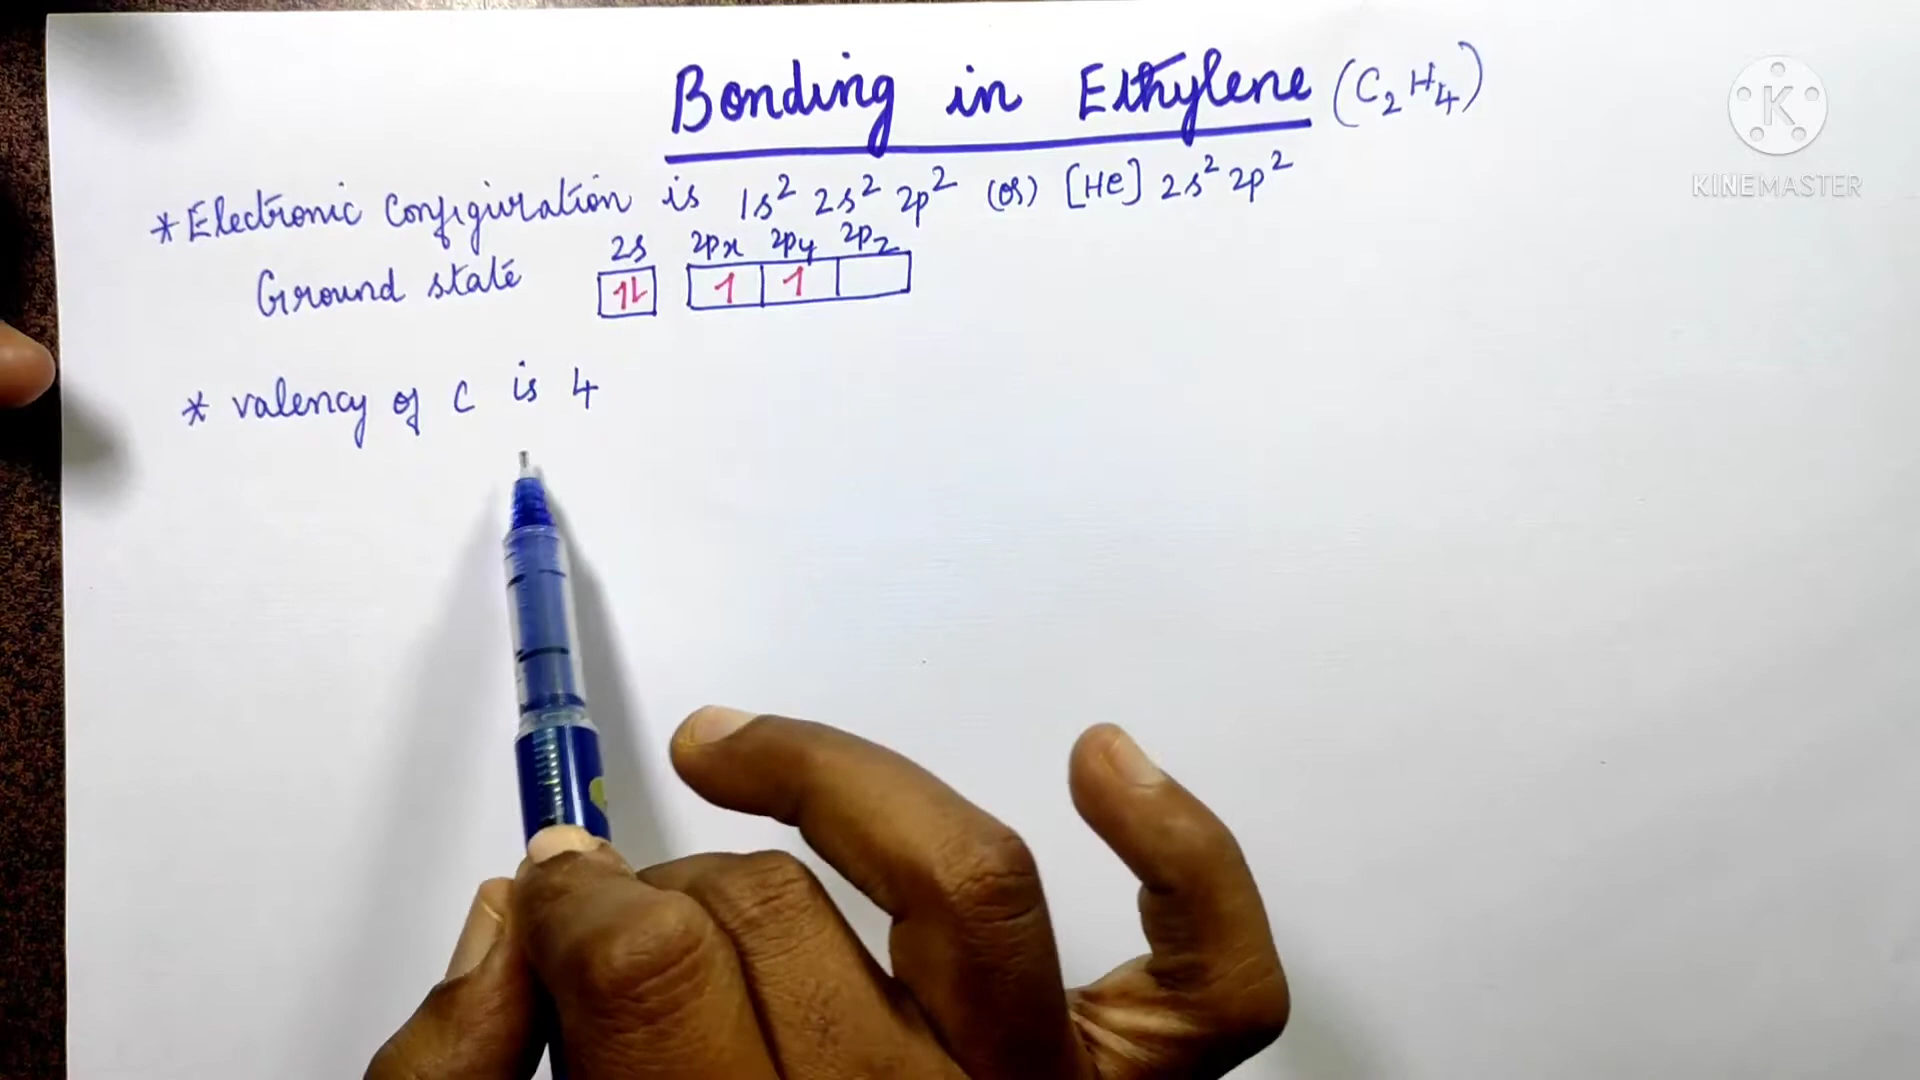 Bonding in Ethylene (C₂H₄)
* Electronic configuration is 1s² 2s² 2p² (or) [He] 2s² 2p²
2s 2px 2py 2pz
Ground state 1L 1 1
* valency of C is 4
K
KINEMASTER